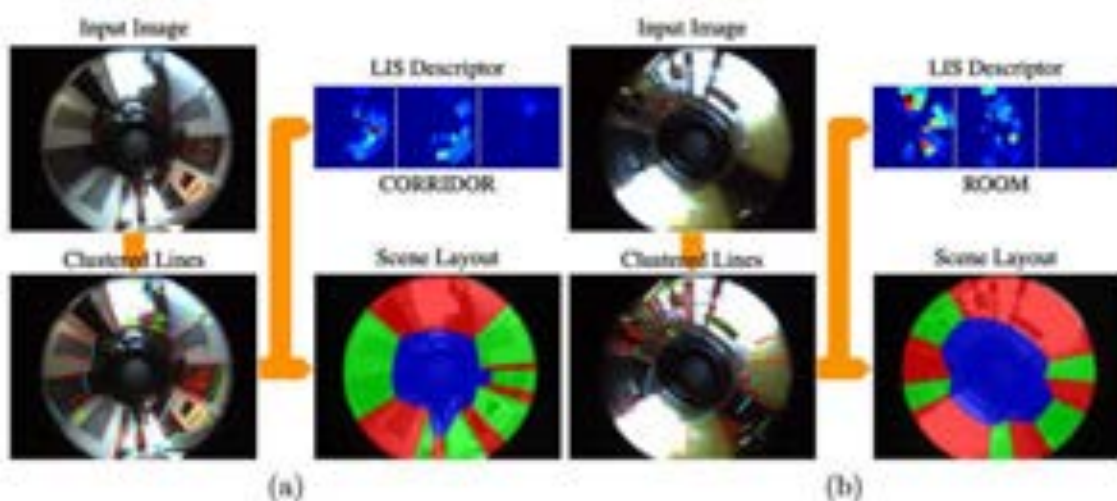 Input Image
LIS Descriptor
CORRIDOR
Clustered Lines
Scene Layout
(a)
Input Image
LIS Descriptor
ROOM
Clustered Lines
Scene Layout
(b)